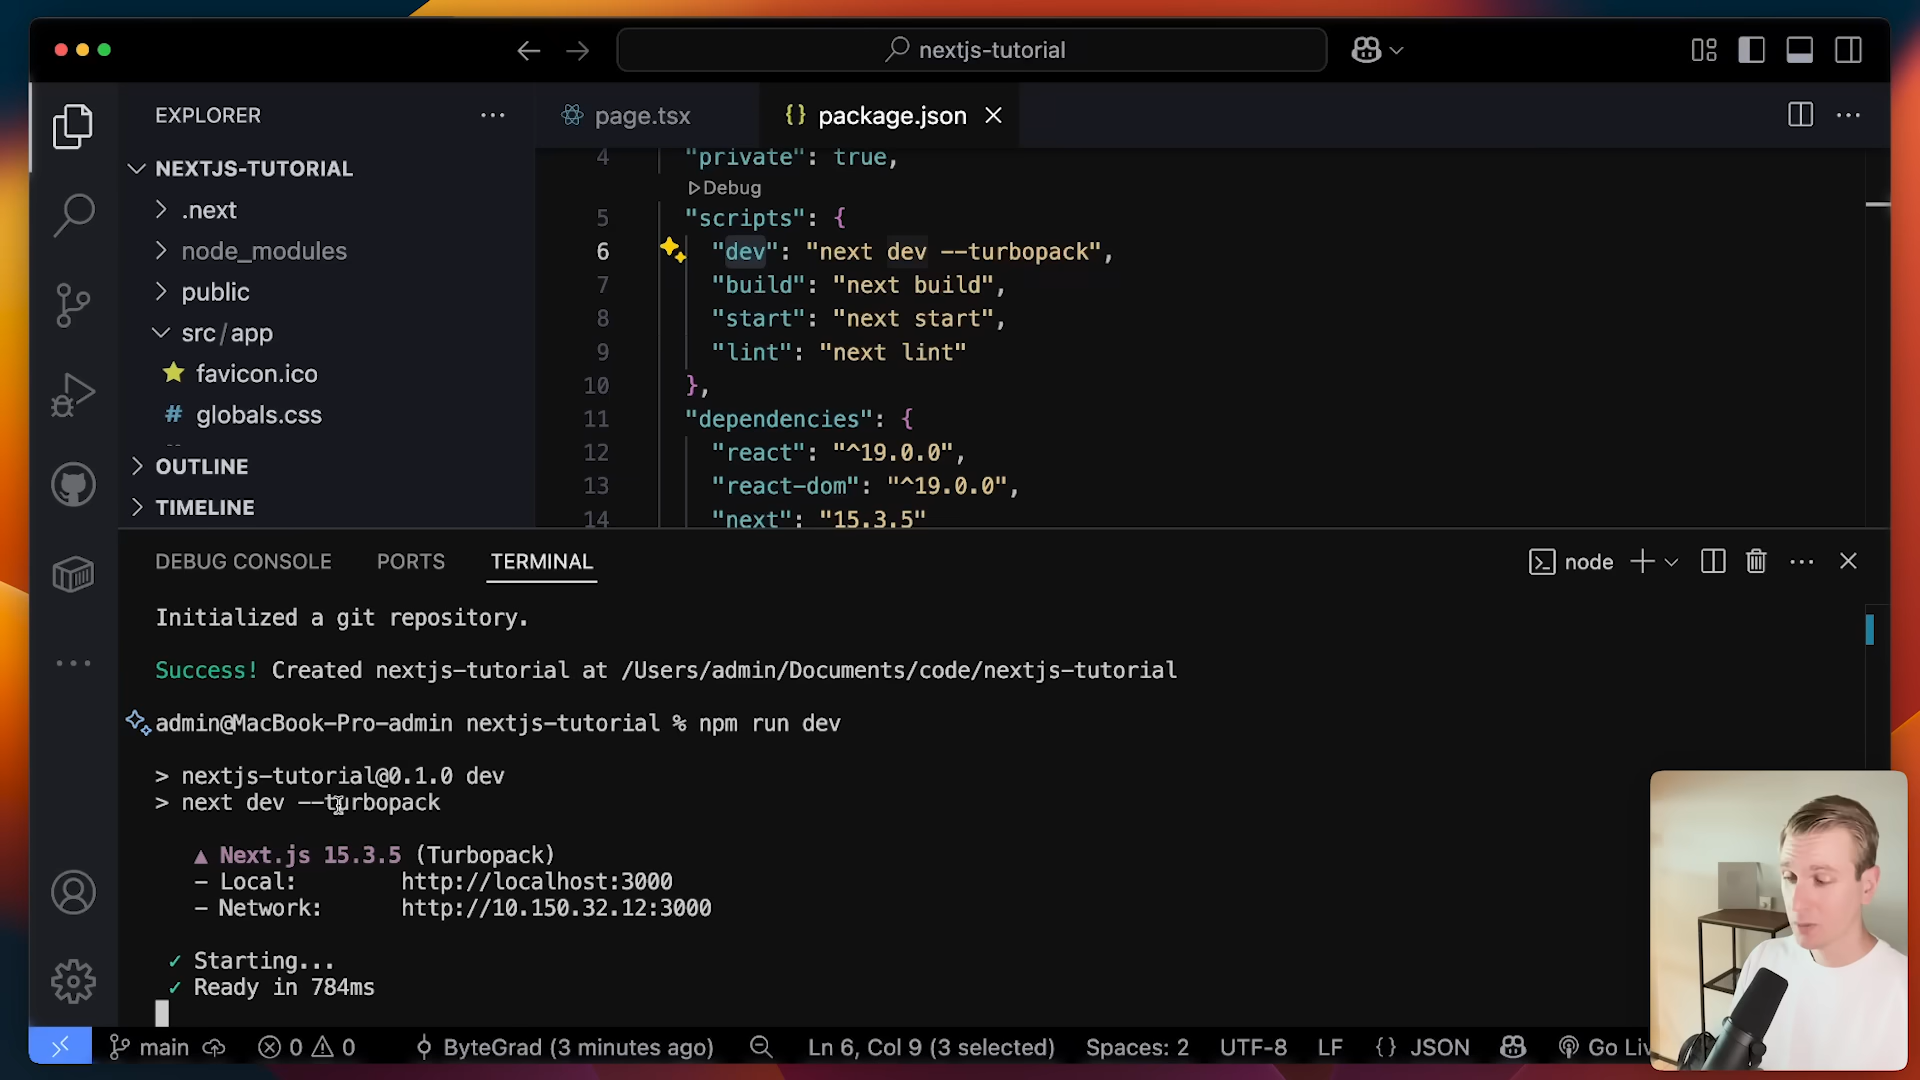 nextjs-tutorial
EXPLORER
page.tsx
{} package.json
NEXTJS-TUTORIAL
.next
node_modules
public
src/app
favicon.ico
# globals.css
OUTLINE
TIMELINE
4 "private": true,
Debug
5 "scripts": {
6 "dev": "next dev --turbopack",
7 "build": "next build",
8 "start": "next start",
9 "lint": "next lint"
10 },
11 "dependencies": {
12 "react": "^19.0.0",
13 "react-dom": "^19.0.0",
14 "next": "15.3.5"
DEBUG CONSOLE PORTS TERMINAL
node
Initialized a git repository.
Success! Created nextjs-tutorial at /Users/admin/Documents/code/nextjs-tutorial
admin@MacBook-Pro-admin nextjs-tutorial % npm run dev
> nextjs-tutorial@0.1.0 dev
> next dev --turbopack
▲ Next.js 15.3.5 (Turbopack)
- Local: http://localhost:3000
- Network: http://10.150.32.12:3000
✓ Starting...
✓ Ready in 784ms
main 0 0 ByteGrad (3 minutes ago) Ln 6, Col 9 (3 selected) Spaces: 2 UTF-8 LF {} JSON Go